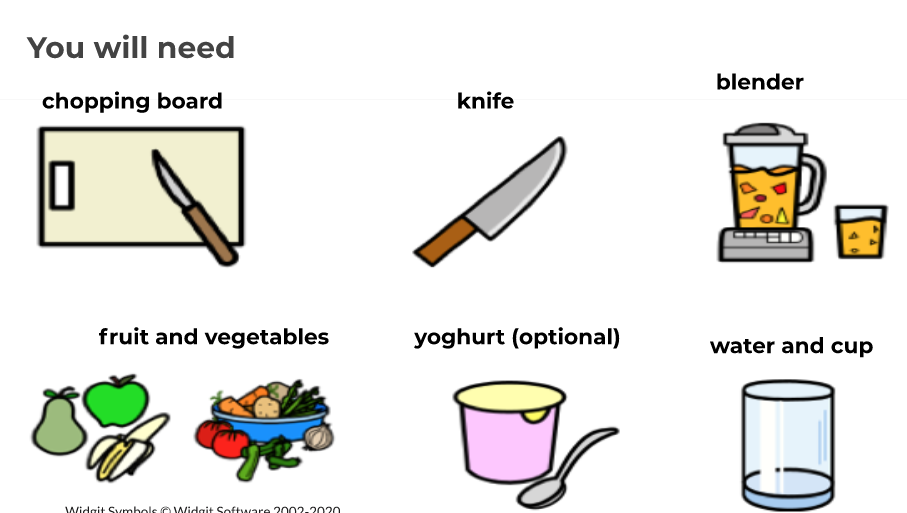 You will need
chopping board
knife
blender
fruit and vegetables
yoghurt (optional)
water and cup
Widgit Symbols © Widgit Software 2002-2020